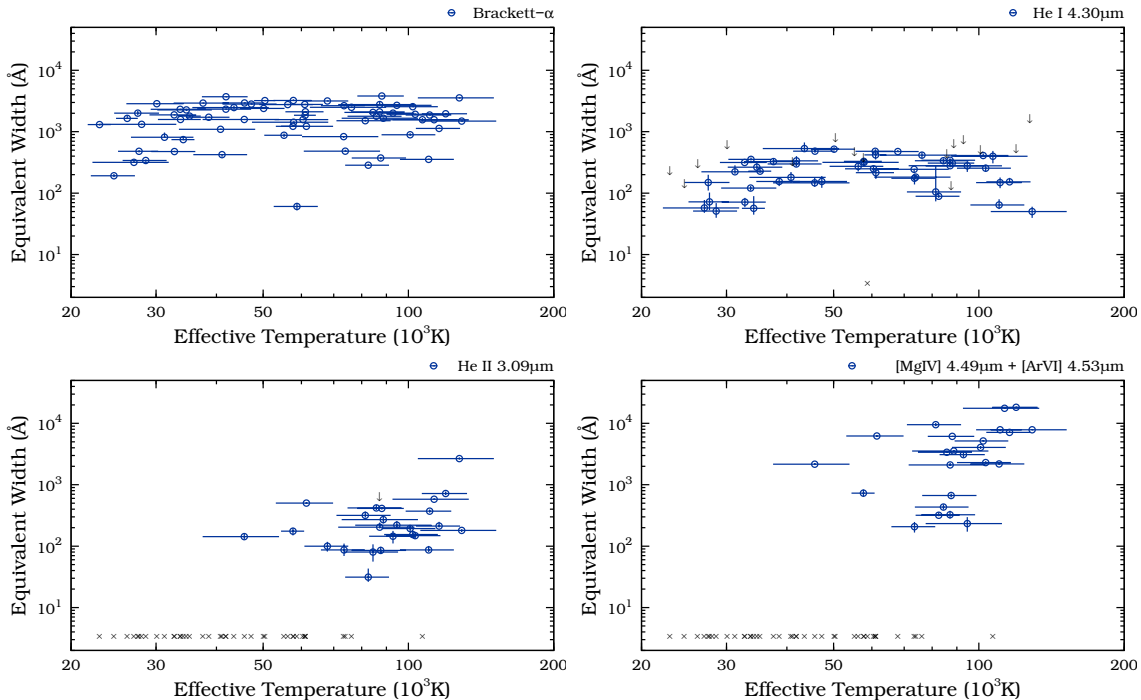 Brackett−α
Equivalent Width (Å)
10⁴
10³
10²
10¹
20 30 50 100 200
Effective Temperature (10³K)
He I 4.30μm
Equivalent Width (Å)
10⁴
10³
10²
10¹
20 30 50 100 200
Effective Temperature (10³K)
He II 3.09μm
Equivalent Width (Å)
10⁴
10³
10²
10¹
20 30 50 100 200
Effective Temperature (10³K)
[MgIV] 4.49μm + [ArVI] 4.53μm
Equivalent Width (Å)
10⁴
10³
10²
10¹
20 30 50 100 200
Effective Temperature (10³K)